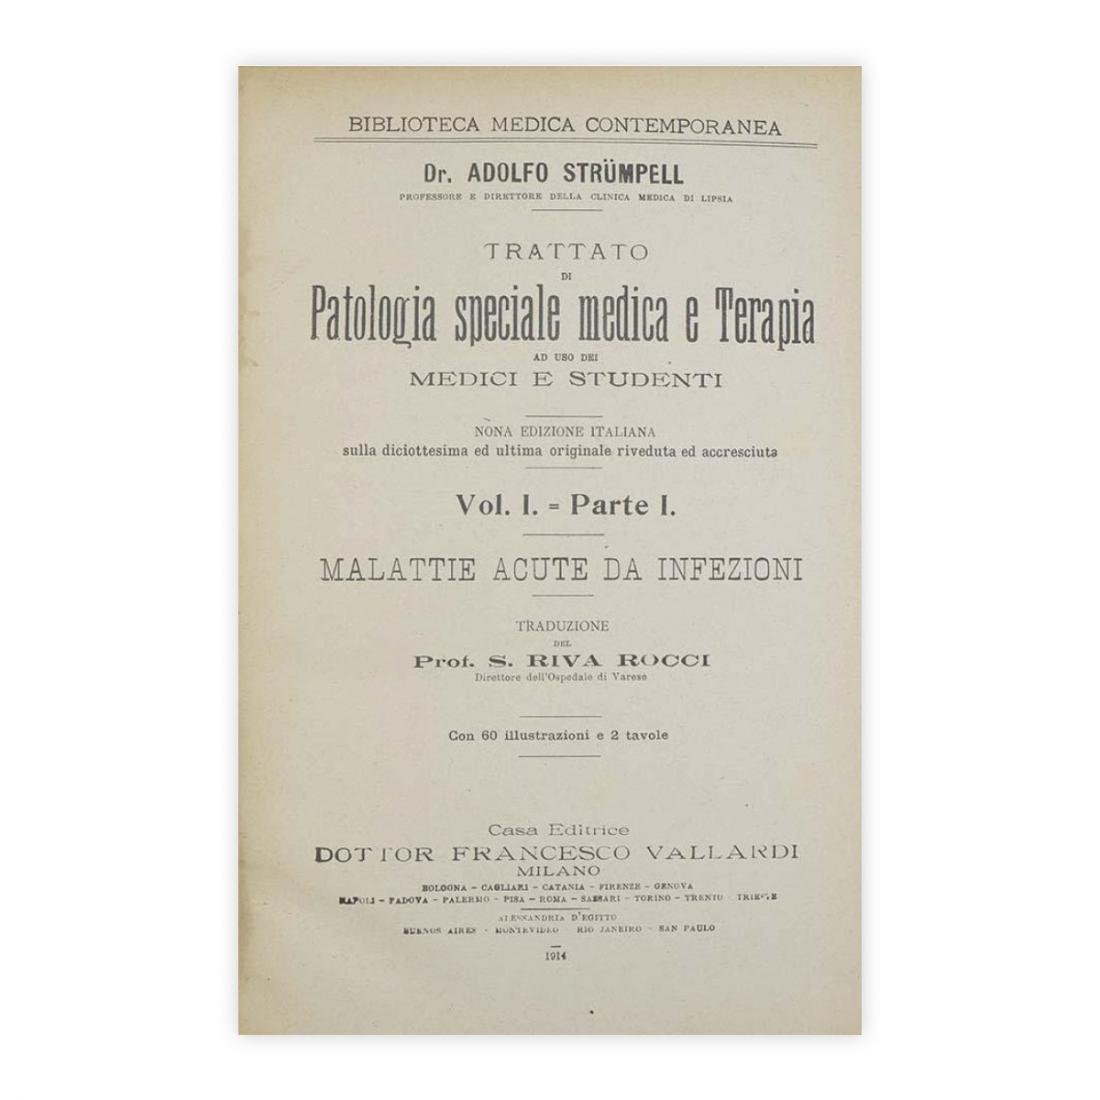 BIBLIOTECA MEDICA CONTEMPORANEA
Dr. ADOLFO STRÜMPELL
PROFESSORE E DIRETTORE DELLA CLINICA MEDICA DI LIPSIA
TRATTATO
DI
Patologia speciale medica e Terapia
AD USO DEI
MEDICI E STUDENTI
NONA EDIZIONE ITALIANA
sulla diciottesima ed ultima originale riveduta ed accresciuta
Vol. I. = Parte I.
MALATTIE ACUTE DA INFEZIONI
TRADUZIONE
DEL
Prof. S. RIVA ROCCI
Direttore dell'Ospedale di Varese
Con 60 illustrazioni e 2 tavole
Casa Editrice
DOTTOR FRANCESCO VALLARDI
MILANO
BOLOGNA - CAGLIARI - CATANIA - FIRENZE - GENOVA
NAPOLI - PADOVA - PALERMO - PISA - ROMA - SASSARI - TORINO - TRENTO - TRIESTE
ALESSANDRIA D'EGITTO
BUENOS AIRES - MONTEVIDEO - RIO JANEIRO - SAN PAULO
1914